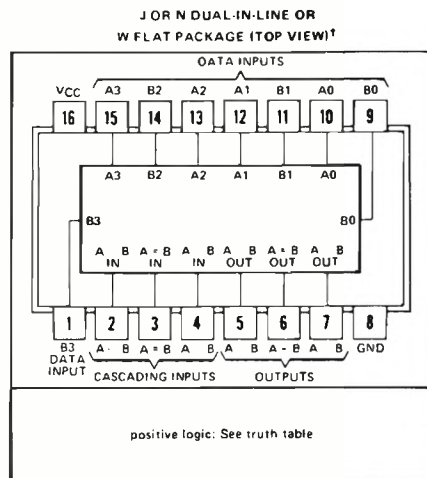 J OR N DUAL-IN-LINE OR
W FLAT PACKAGE (TOP VIEW)†
DATA INPUTS
VCC A3 B2 A2 A1 B1 A0 B0
16 15 14 13 12 11 10 9
A3 B2 A2 A1 B1 A0
B3 B0
A B A = B A B A B A = B A B
IN IN IN OUT OUT OUT
1 2 3 4 5 6 7 8
B3 A · B A = B A B A B A - B A B GND
DATA
INPUT
CASCADING INPUTS OUTPUTS
positive logic: See truth table